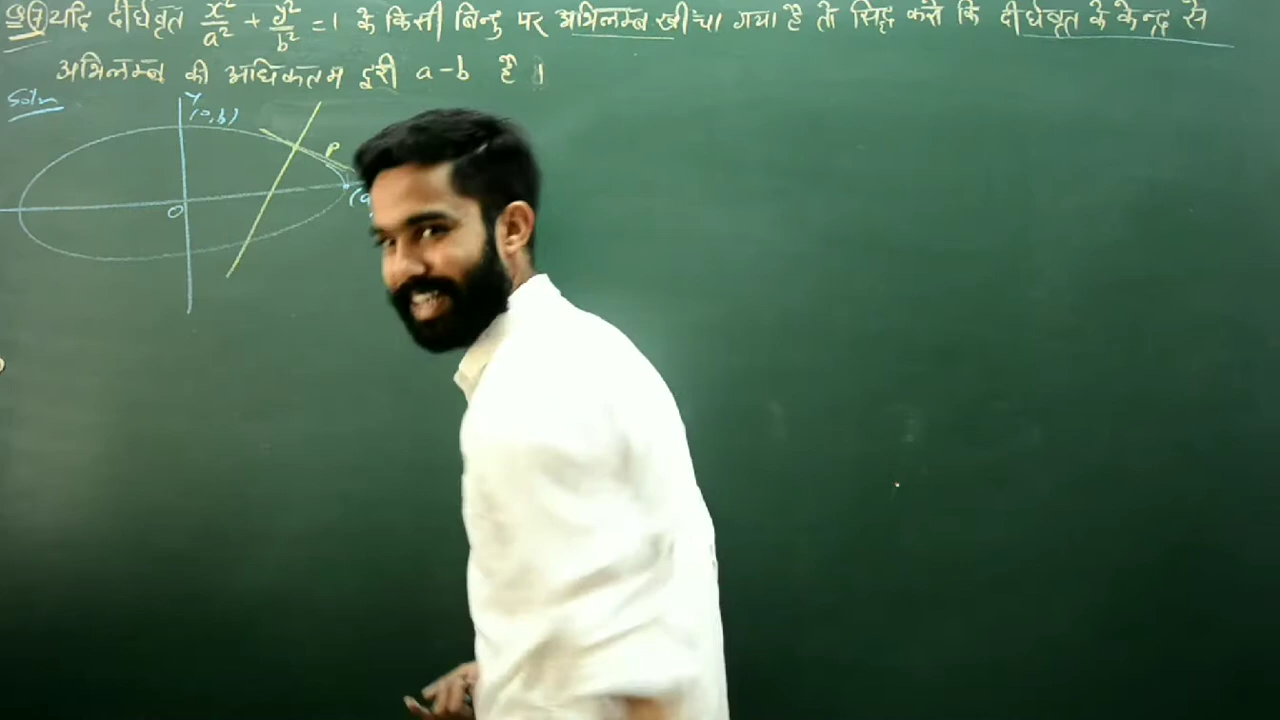 Q.7 यदि दीर्घवृत x²/a² + y²/b² = 1 के किसी बिन्दु पर अभिलम्ब खींचा गया है तो सिद्ध करो कि दीर्घवृत के केन्द्र से
अभिलम्ब की अधिकतम दूरी a-b है।
Soln
Y
(0,b)
P
O
(a